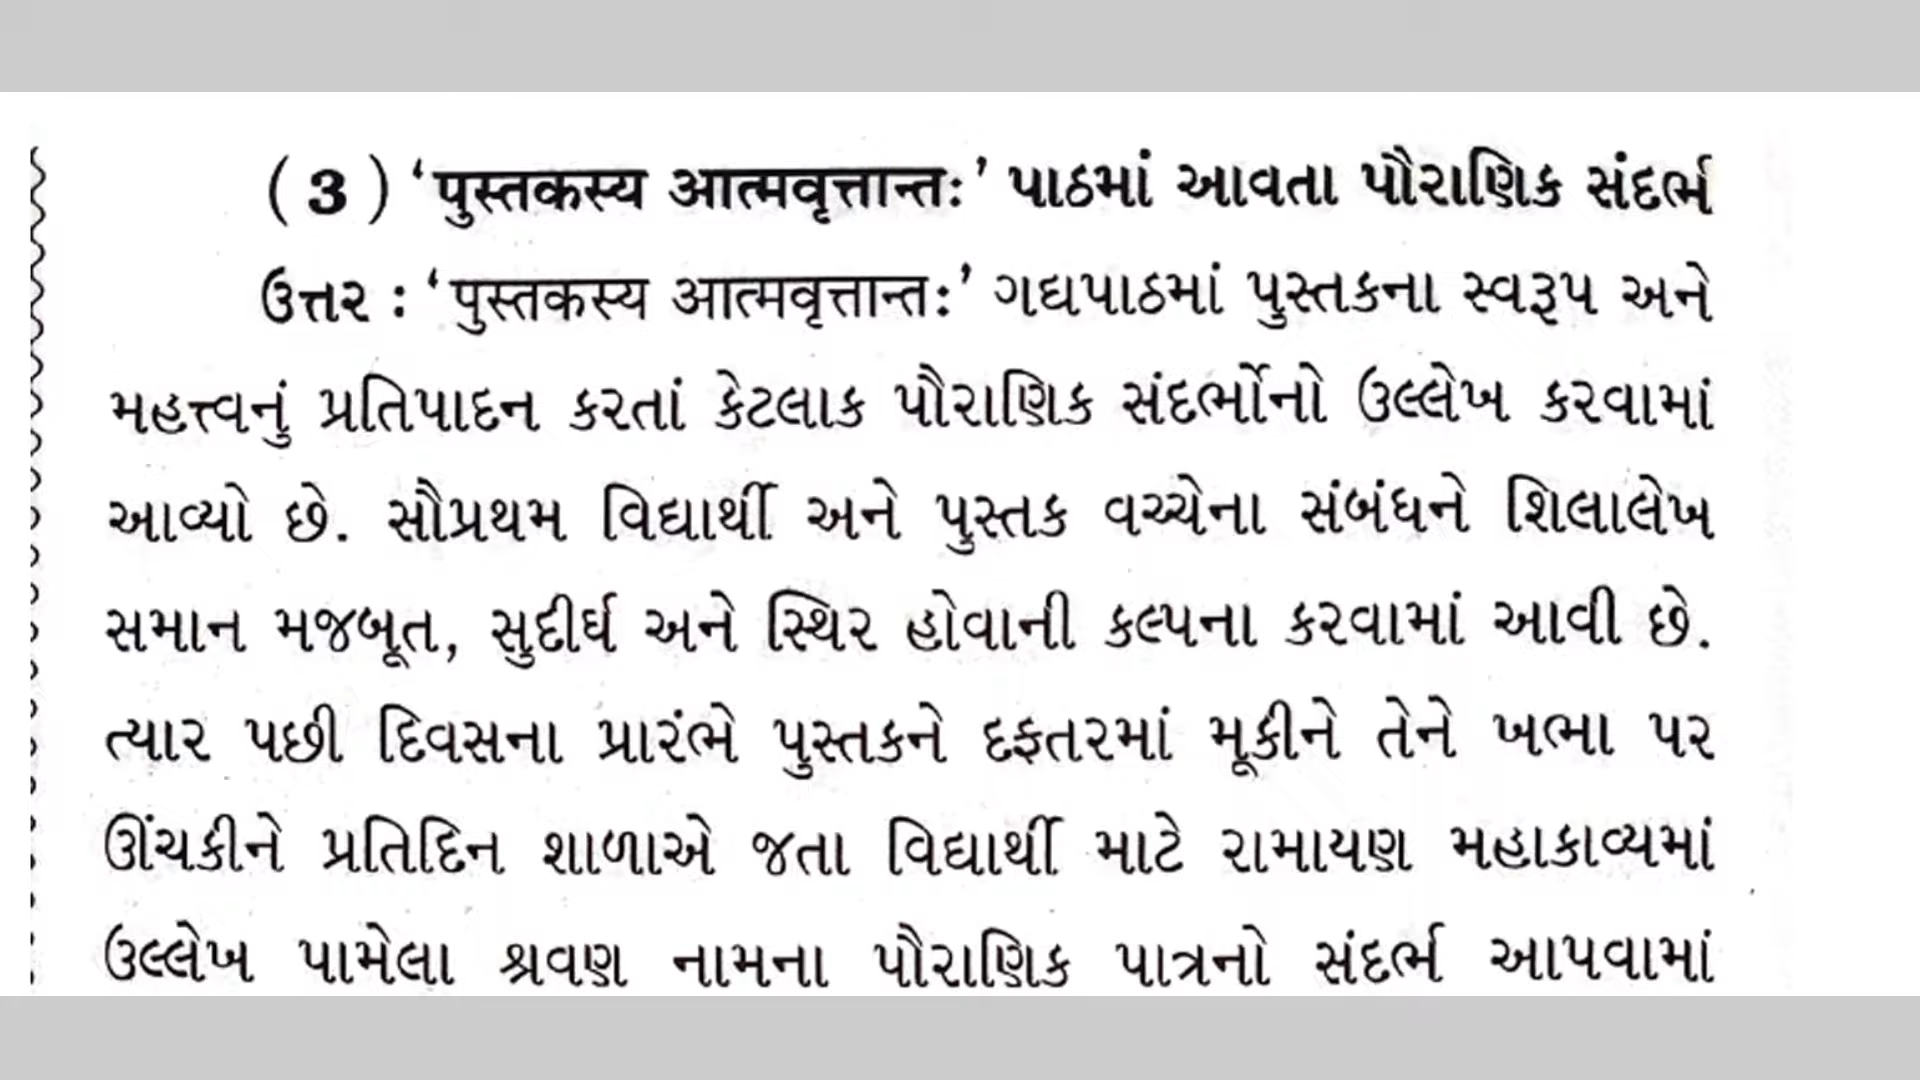 (3) ‘पुस्तकस्य आत्मवृत्तान्तः’ પાઠમાં આવતા પૌરાણિક સંદર્ભ
ઉત્તર : ‘पुस्तकस्य आत्मवृत्तान्तः’ ગદ્યપાઠમાં પુસ્તકના સ્વરૂપ અને
મહત્ત્વનું પ્રતિપાદન કરતાં કેટલાક પૌરાણિક સંદર્ભોનો ઉલ્લેખ કરવામાં
આવ્યો છે. સૌપ્રથમ વિદ્યાર્થી અને પુસ્તક વચ્ચેના સંબંધને શિલાલેખ
સમાન મજબૂત, સુદીર્ઘ અને સ્થિર હોવાની કલ્પના કરવામાં આવી છે.
ત્યાર પછી દિવસના પ્રારંભે પુસ્તકને દફતરમાં મૂકીને તેને ખભા પર
ઊંચકીને પ્રતિદિન શાળાએ જતા વિદ્યાર્થી માટે રામાયણ મહાકાવ્યમાં
ઉલ્લેખ પામેલા શ્રવણ નામના પૌરાણિક પાત્રનો સંદર્ભ આપવામાં